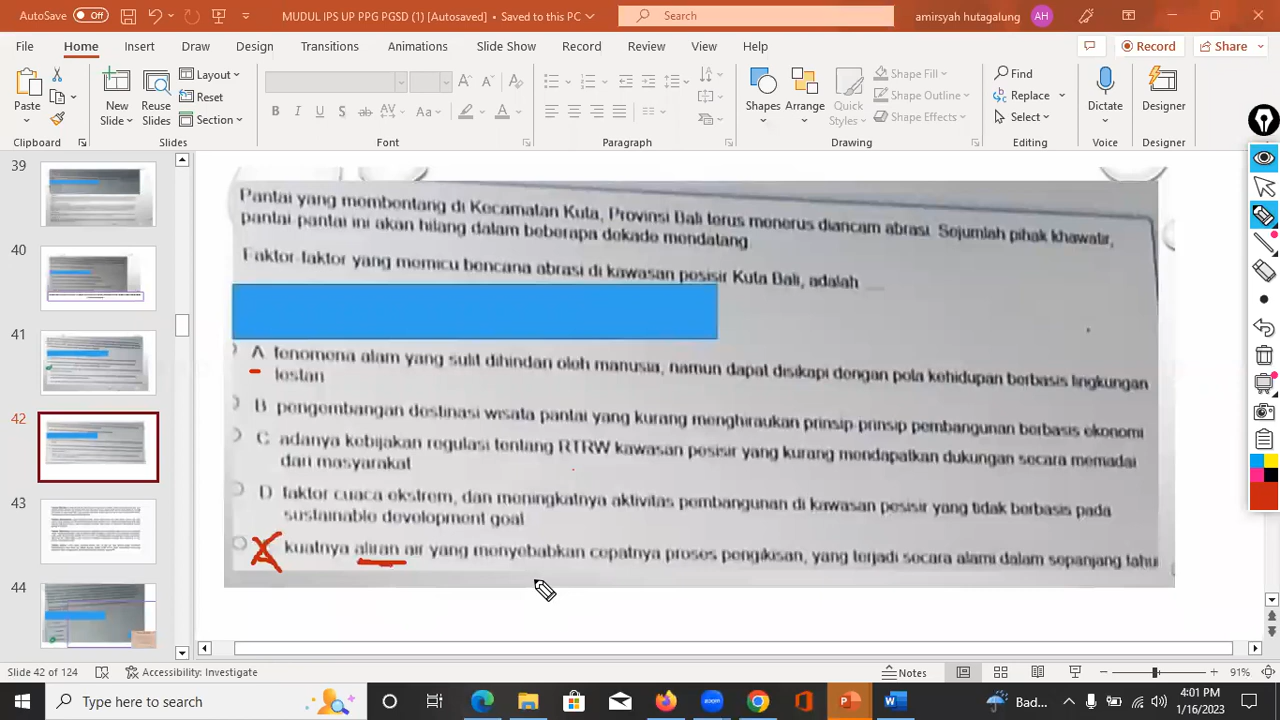 AutoSave Off MUDUL IPS UP PPG PGSD (1) [Autosaved] - Saved to this PC Search amirsyah hutagalung AH
File Home Insert Draw Design Transitions Animations Slide Show Record Review View Help Record Share
Paste New Slide Reuse Slides Layout Reset Section Shapes Arrange Quick Styles Shape Fill Shape Outline Shape Effects Find Replace Select Dictate Designer
Clipboard Slides Font Paragraph Drawing Editing Voice Designer
39
40
41
42
43
44
Pantai yang membentang di Kecamatan Kuta, Provinsi Bali terus menerus diancam abrasi. Sejumlah pihak khawatir,
pantai-pantai ini akan hilang dalam beberapa dekade mendatang.
Faktor-faktor yang memicu bencana abrasi di kawasan pesisir Kuta Bali, adalah ....
A fenomena alam yang sulit dihindari oleh manusia, namun dapat disikapi dengan pola kehidupan berbasis lingkungan
lestari
B pengembangan destinasi wisata pantai yang kurang menghiraukan prinsip-prinsip pembangunan berbasis ekonomi
C adanya kebijakan regulasi tentang RTRW kawasan pesisir yang kurang mendapatkan dukungan secara memadai
dari masyarakat
D faktor cuaca ekstrem, dan meningkatnya aktivitas pembangunan di kawasan pesisir yang tidak berbasis pada
sustainable development goal
kuatnya aliran air yang menyebabkan cepatnya proses pengikisan, yang terjadi secara alami dalam sepanjang tahu
Slide 42 of 124 Accessibility: Investigate Notes 91%
Type here to search Bad... 4:01 PM
1/16/2023